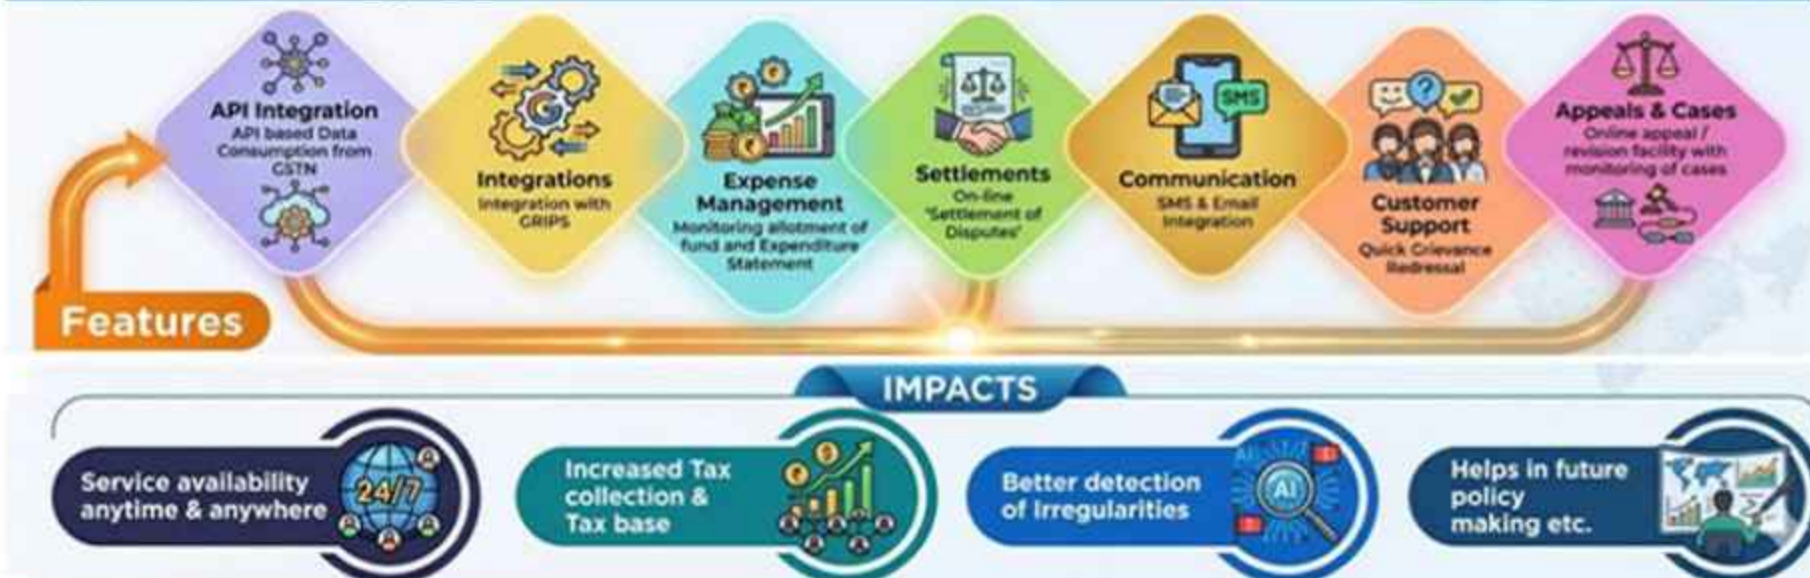 API Integration
API based Data
Consumption from
GSTN
Integrations
Integration with
GRIPS
G
Expense
Management
Monitoring allotment of
fund and Expenditure
Statement
Settlements
On-line
'Settlement of
Disputes'
SMS
Communication
SMS & Email
Integration
?
Customer
Support
Quick Grievance
Redressal
Appeals & Cases
Online appeal /
revision facility with
monitoring of cases
Features
IMPACTS
Service availability
anytime & anywhere
24/7
Increased Tax
collection &
Tax base
Better detection
of Irregularities
AI
AI
Helps in future
policy
making etc.